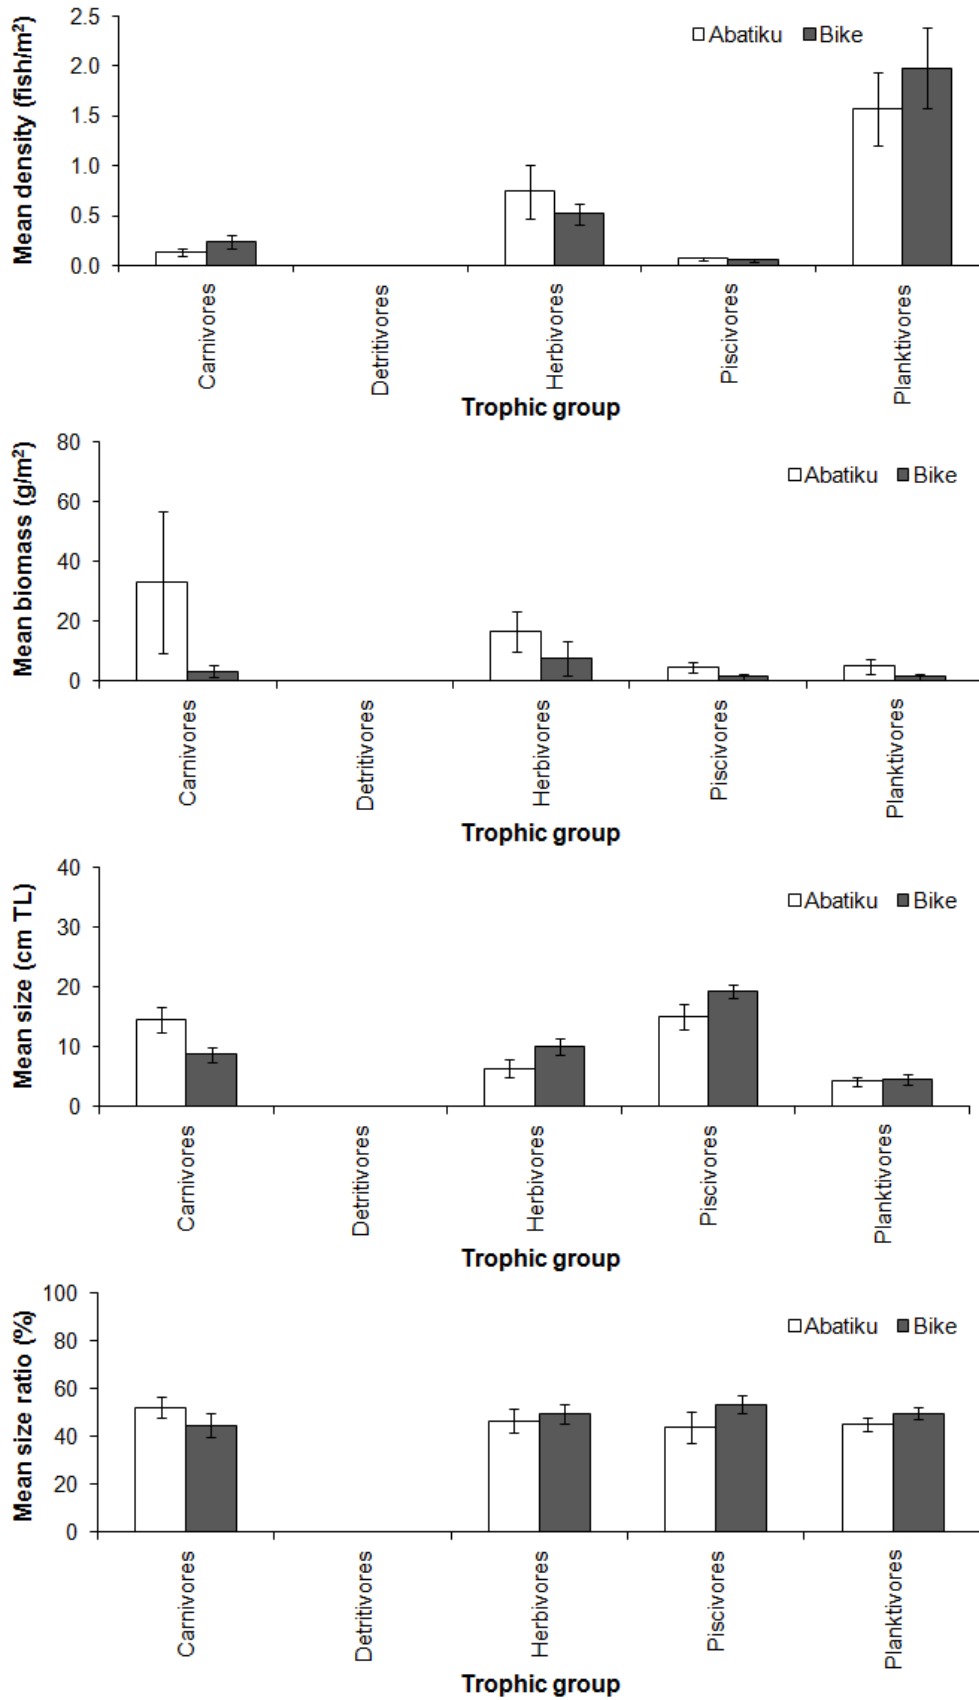 Mean density (fish/m²)
2.5
2.0
1.5
1.0
0.5
0.0
Abatiku Bike
Carnivores
Detritivores
Herbivores
Piscivores
Planktivores
Trophic group
Mean biomass (g/m²)
80
60
40
20
0
Abatiku Bike
Carnivores
Detritivores
Herbivores
Piscivores
Planktivores
Trophic group
Mean size (cm TL)
40
30
20
10
0
Abatiku Bike
Carnivores
Detritivores
Herbivores
Piscivores
Planktivores
Trophic group
Mean size ratio (%)
100
80
60
40
20
0
Abatiku Bike
Carnivores
Detritivores
Herbivores
Piscivores
Planktivores
Trophic group